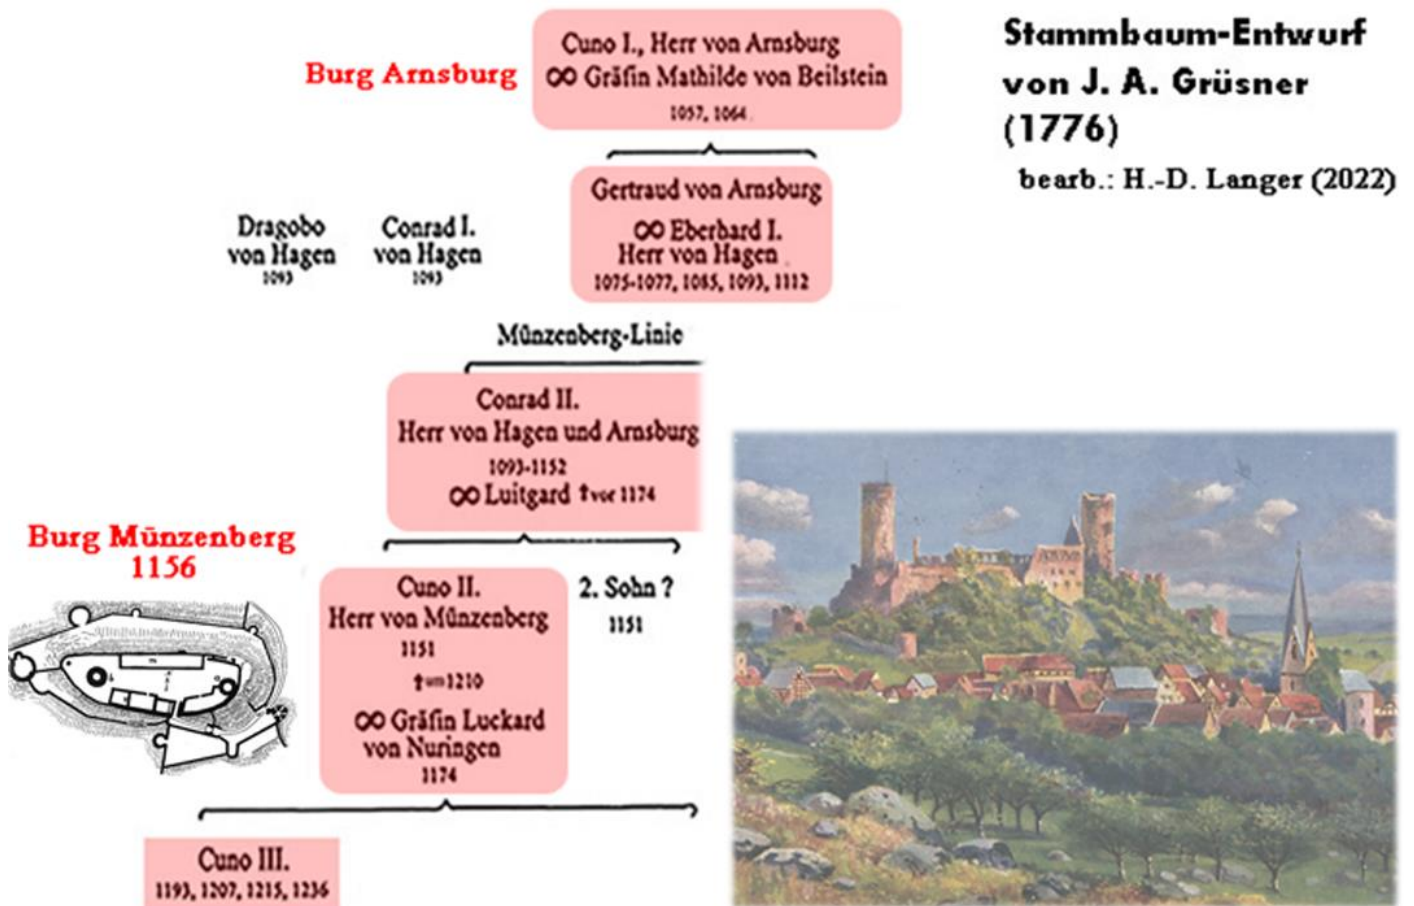 Stammbaum-Entwurf
von J. A. Grüsner
(1776)
bearb.: H.-D. Langer (2022)
Burg Arnsburg
Cuno I., Herr von Arnsburg
∞ Gräfin Mathilde von Beilstein
1057, 1064
Gertraud von Arnsburg
∞ Eberhard I.
Herr von Hagen
1075-1077, 1085, 1093, 1112
Dragobo
von Hagen
1093
Conrad I.
von Hagen
1093
Münzenberg-Linie
Conrad II.
Herr von Hagen und Arnsburg
1093-1152
∞ Luitgard †vor 1174
Burg Münzenberg
1156
Cuno II.
Herr von Münzenberg
1151
†um 1210
∞ Gräfin Luckard
von Nuringen
1174
2. Sohn ?
1151
Cuno III.
1193, 1207, 1215, 1236